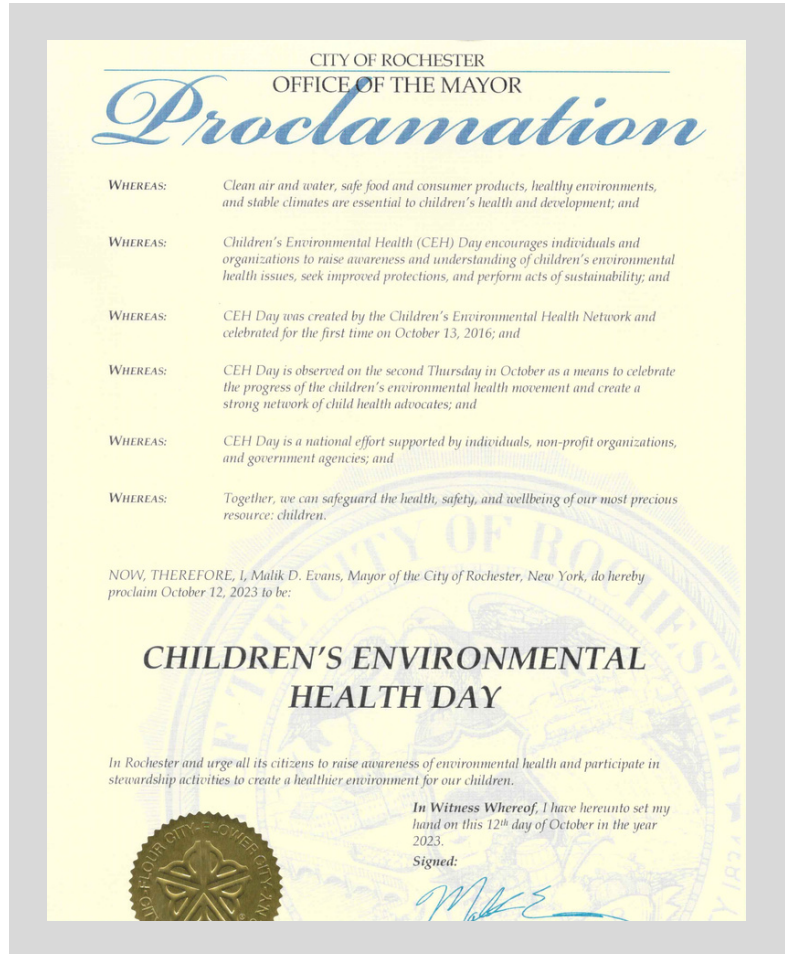 CITY OF ROCHESTER
OFFICE OF THE MAYOR
Proclamation
WHEREAS: Clean air and water, safe food and consumer products, healthy environments,
and stable climates are essential to children's health and development; and
WHEREAS: Children's Environmental Health (CEH) Day encourages individuals and
organizations to raise awareness and understanding of children's environmental
health issues, seek improved protections, and perform acts of sustainability; and
WHEREAS: CEH Day was created by the Children's Environmental Health Network and
celebrated for the first time on October 13, 2016; and
WHEREAS: CEH Day is observed on the second Thursday in October as a means to celebrate
the progress of the children's environmental health movement and create a
strong network of child health advocates; and
WHEREAS: CEH Day is a national effort supported by individuals, non-profit organizations,
and government agencies; and
WHEREAS: Together, we can safeguard the health, safety, and wellbeing of our most precious
resource: children.
NOW, THEREFORE, I, Malik D. Evans, Mayor of the City of Rochester, New York, do hereby
proclaim October 12, 2023 to be:
CHILDREN'S ENVIRONMENTAL
HEALTH DAY
In Rochester and urge all its citizens to raise awareness of environmental health and participate in
stewardship activities to create a healthier environment for our children.
In Witness Whereof, I have hereunto set my
hand on this 12th day of October in the year
2023.
Signed:
OF THE CITY OF ROCHESTER
FLOUR CITY FLOWER CITY